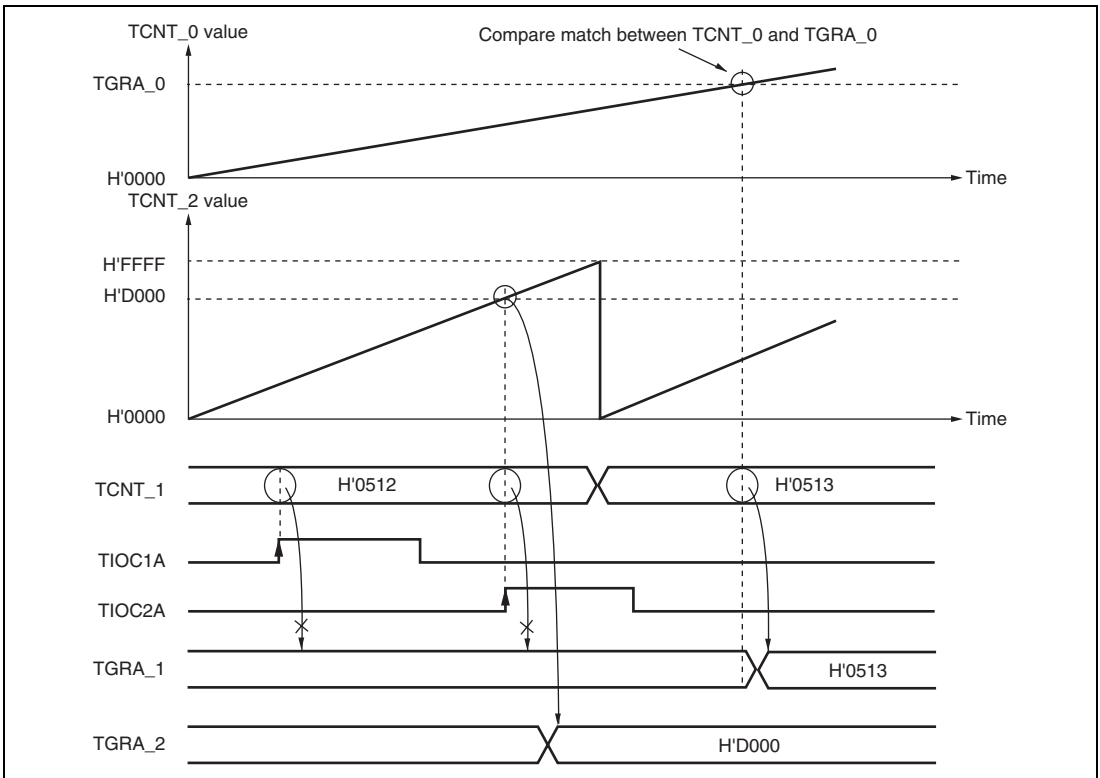 TCNT_0 value
Compare match between TCNT_0 and TGRA_0
TGRA_0
H'0000
Time
TCNT_2 value
H'FFFF
H'D000
H'0000
Time
TCNT_1
H'0512
H'0513
TIOC1A
TIOC2A
TGRA_1
H'0513
TGRA_2
H'D000